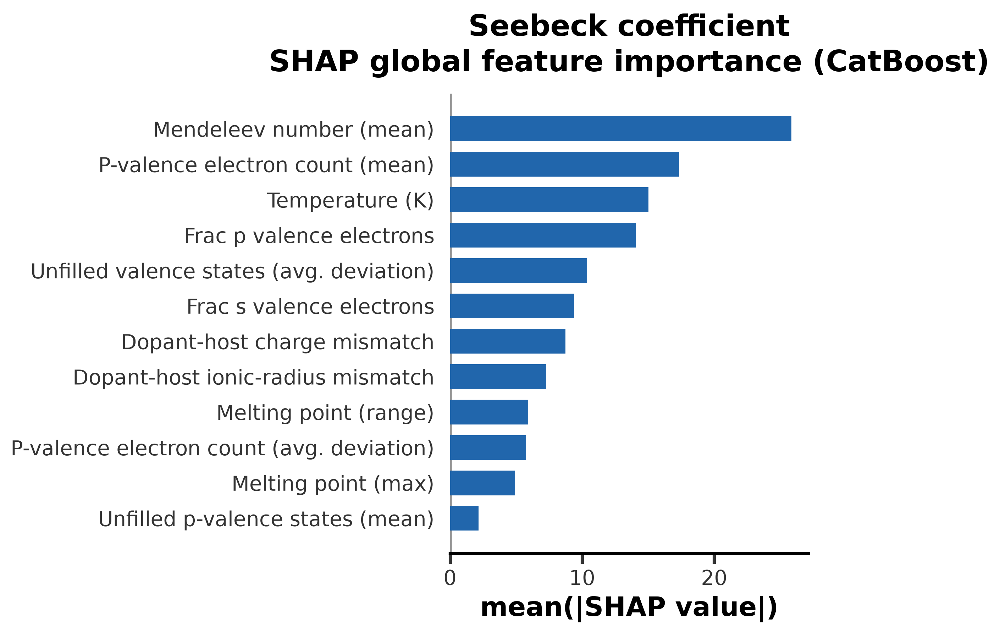 Seebeck coefficient
SHAP global feature importance (CatBoost)
Mendeleev number (mean)
P-valence electron count (mean)
Temperature (K)
Frac p valence electrons
Unfilled valence states (avg. deviation)
Frac s valence electrons
Dopant-host charge mismatch
Dopant-host ionic-radius mismatch
Melting point (range)
P-valence electron count (avg. deviation)
Melting point (max)
Unfilled p-valence states (mean)
0 10 20
mean(|SHAP value|)